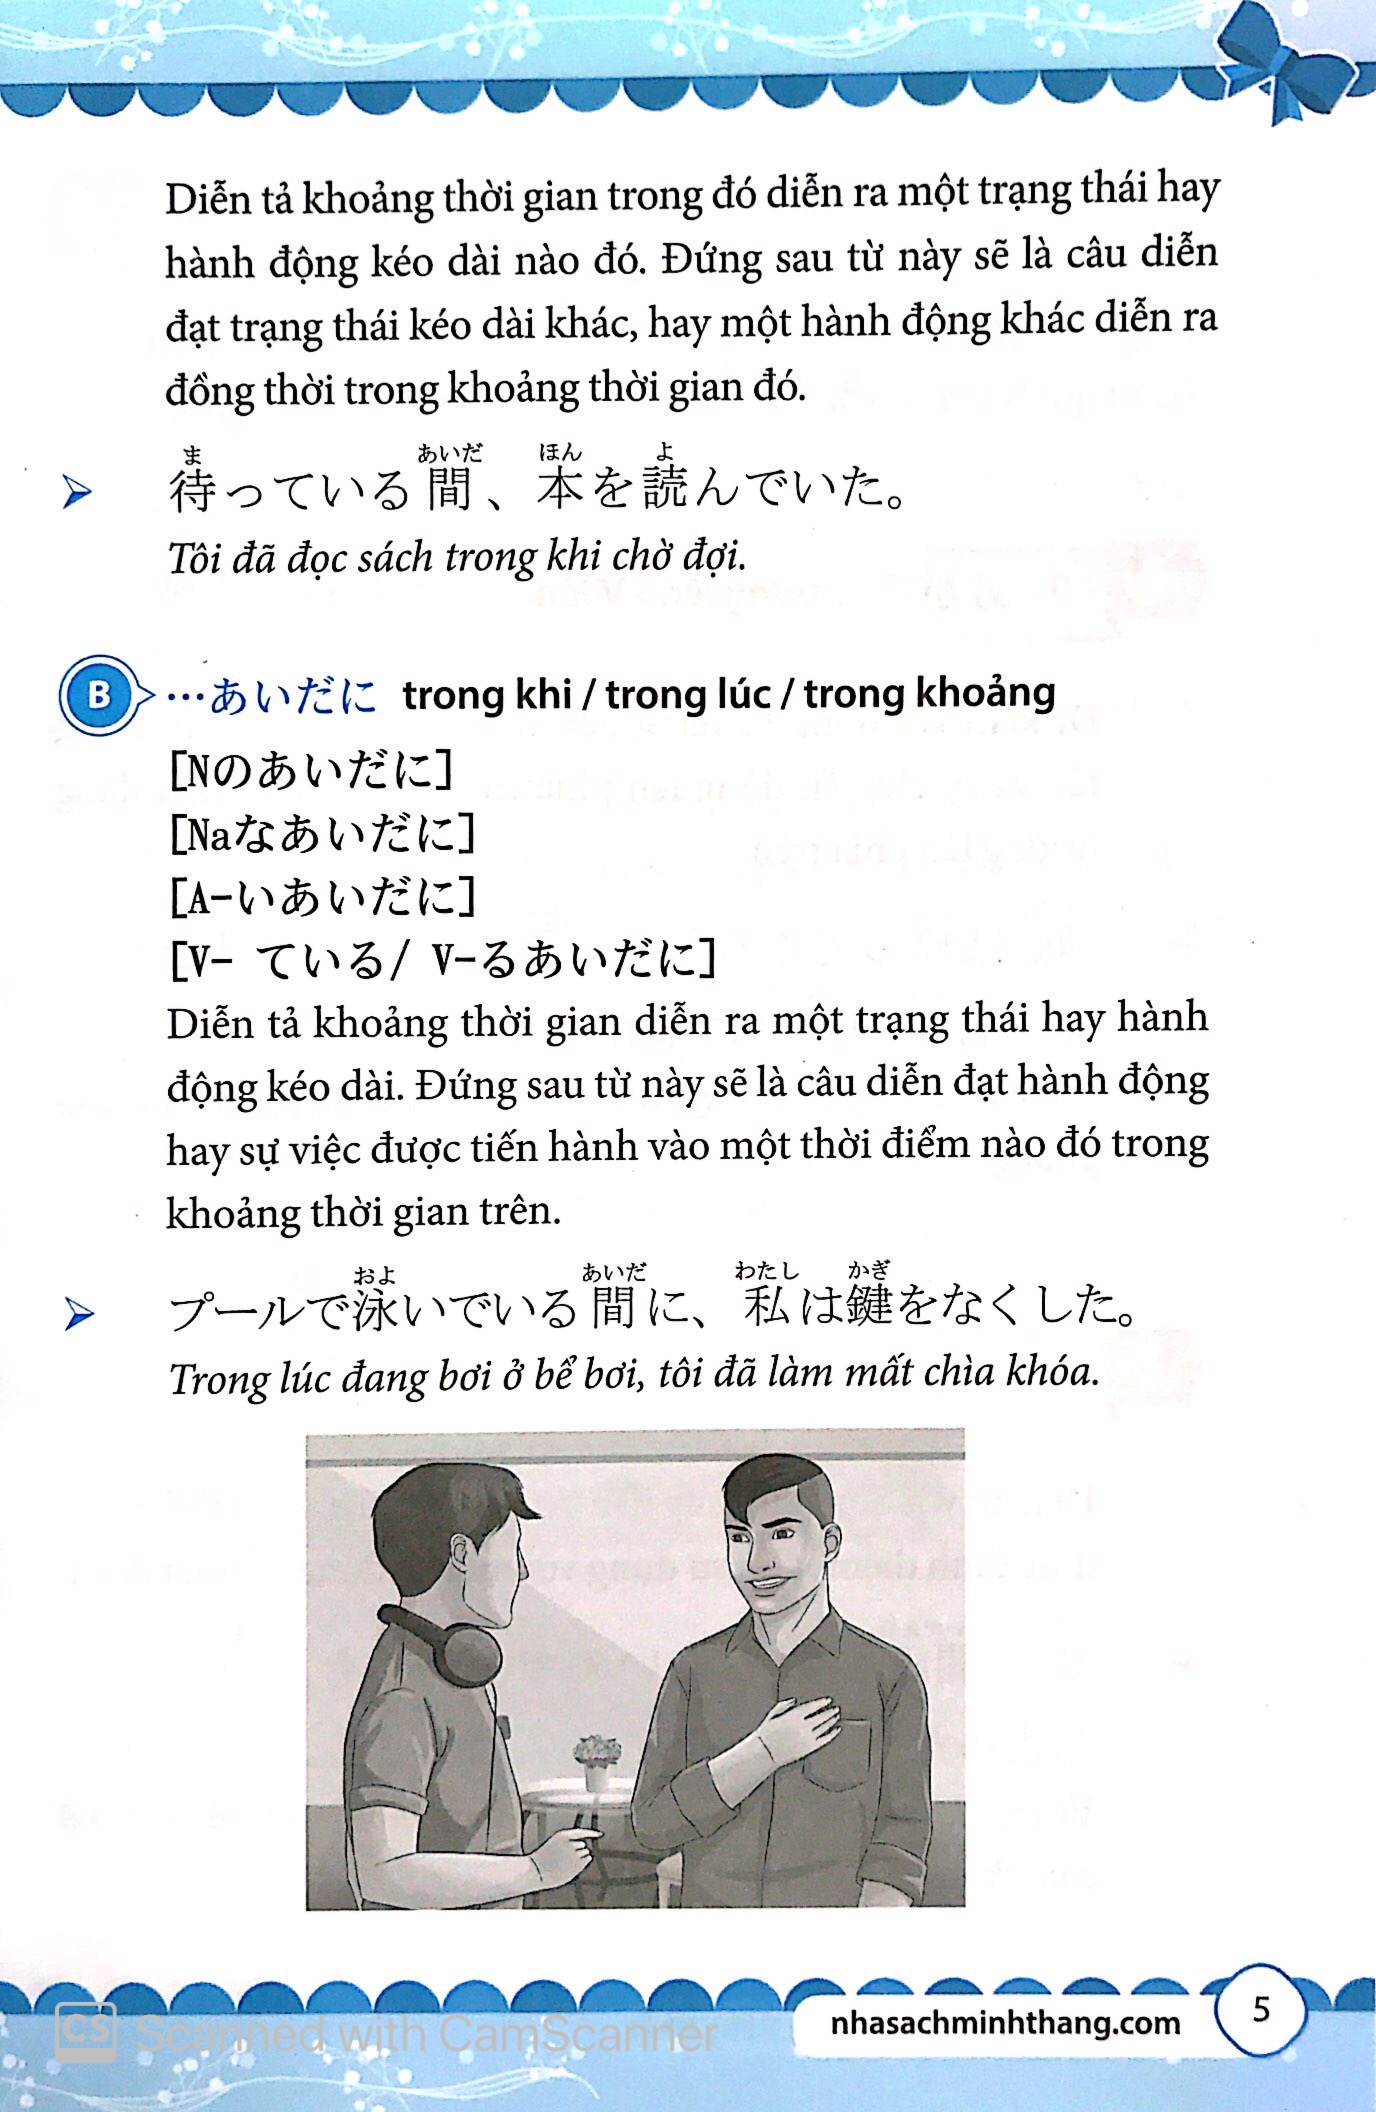 Diễn tả khoảng thời gian trong đó diễn ra một trạng thái hay
hành động kéo dài nào đó. Đứng sau từ này sẽ là câu diễn
đạt trạng thái kéo dài khác, hay một hành động khác diễn ra
đồng thời trong khoảng thời gian đó.
ま あいだ ほん よ
待っている間、本を読んでいた。
Tôi đã đọc sách trong khi chờ đợi.
B …あいだに trong khi / trong lúc / trong khoảng
[Nのあいだに]
[Naなあいだに]
[A-いあいだに]
[V- ている/ V-るあいだに]
Diễn tả khoảng thời gian diễn ra một trạng thái hay hành
động kéo dài. Đứng sau từ này sẽ là câu diễn đạt hành động
hay sự việc được tiến hành vào một thời điểm nào đó trong
khoảng thời gian trên.
およ あいだ わたし かぎ
プールで泳いでいる間に、私は鍵をなくした。
Trong lúc đang bơi ở bể bơi, tôi đã làm mất chìa khóa.
nhasachminhthang.com 5
CS Scanned with CamScanner